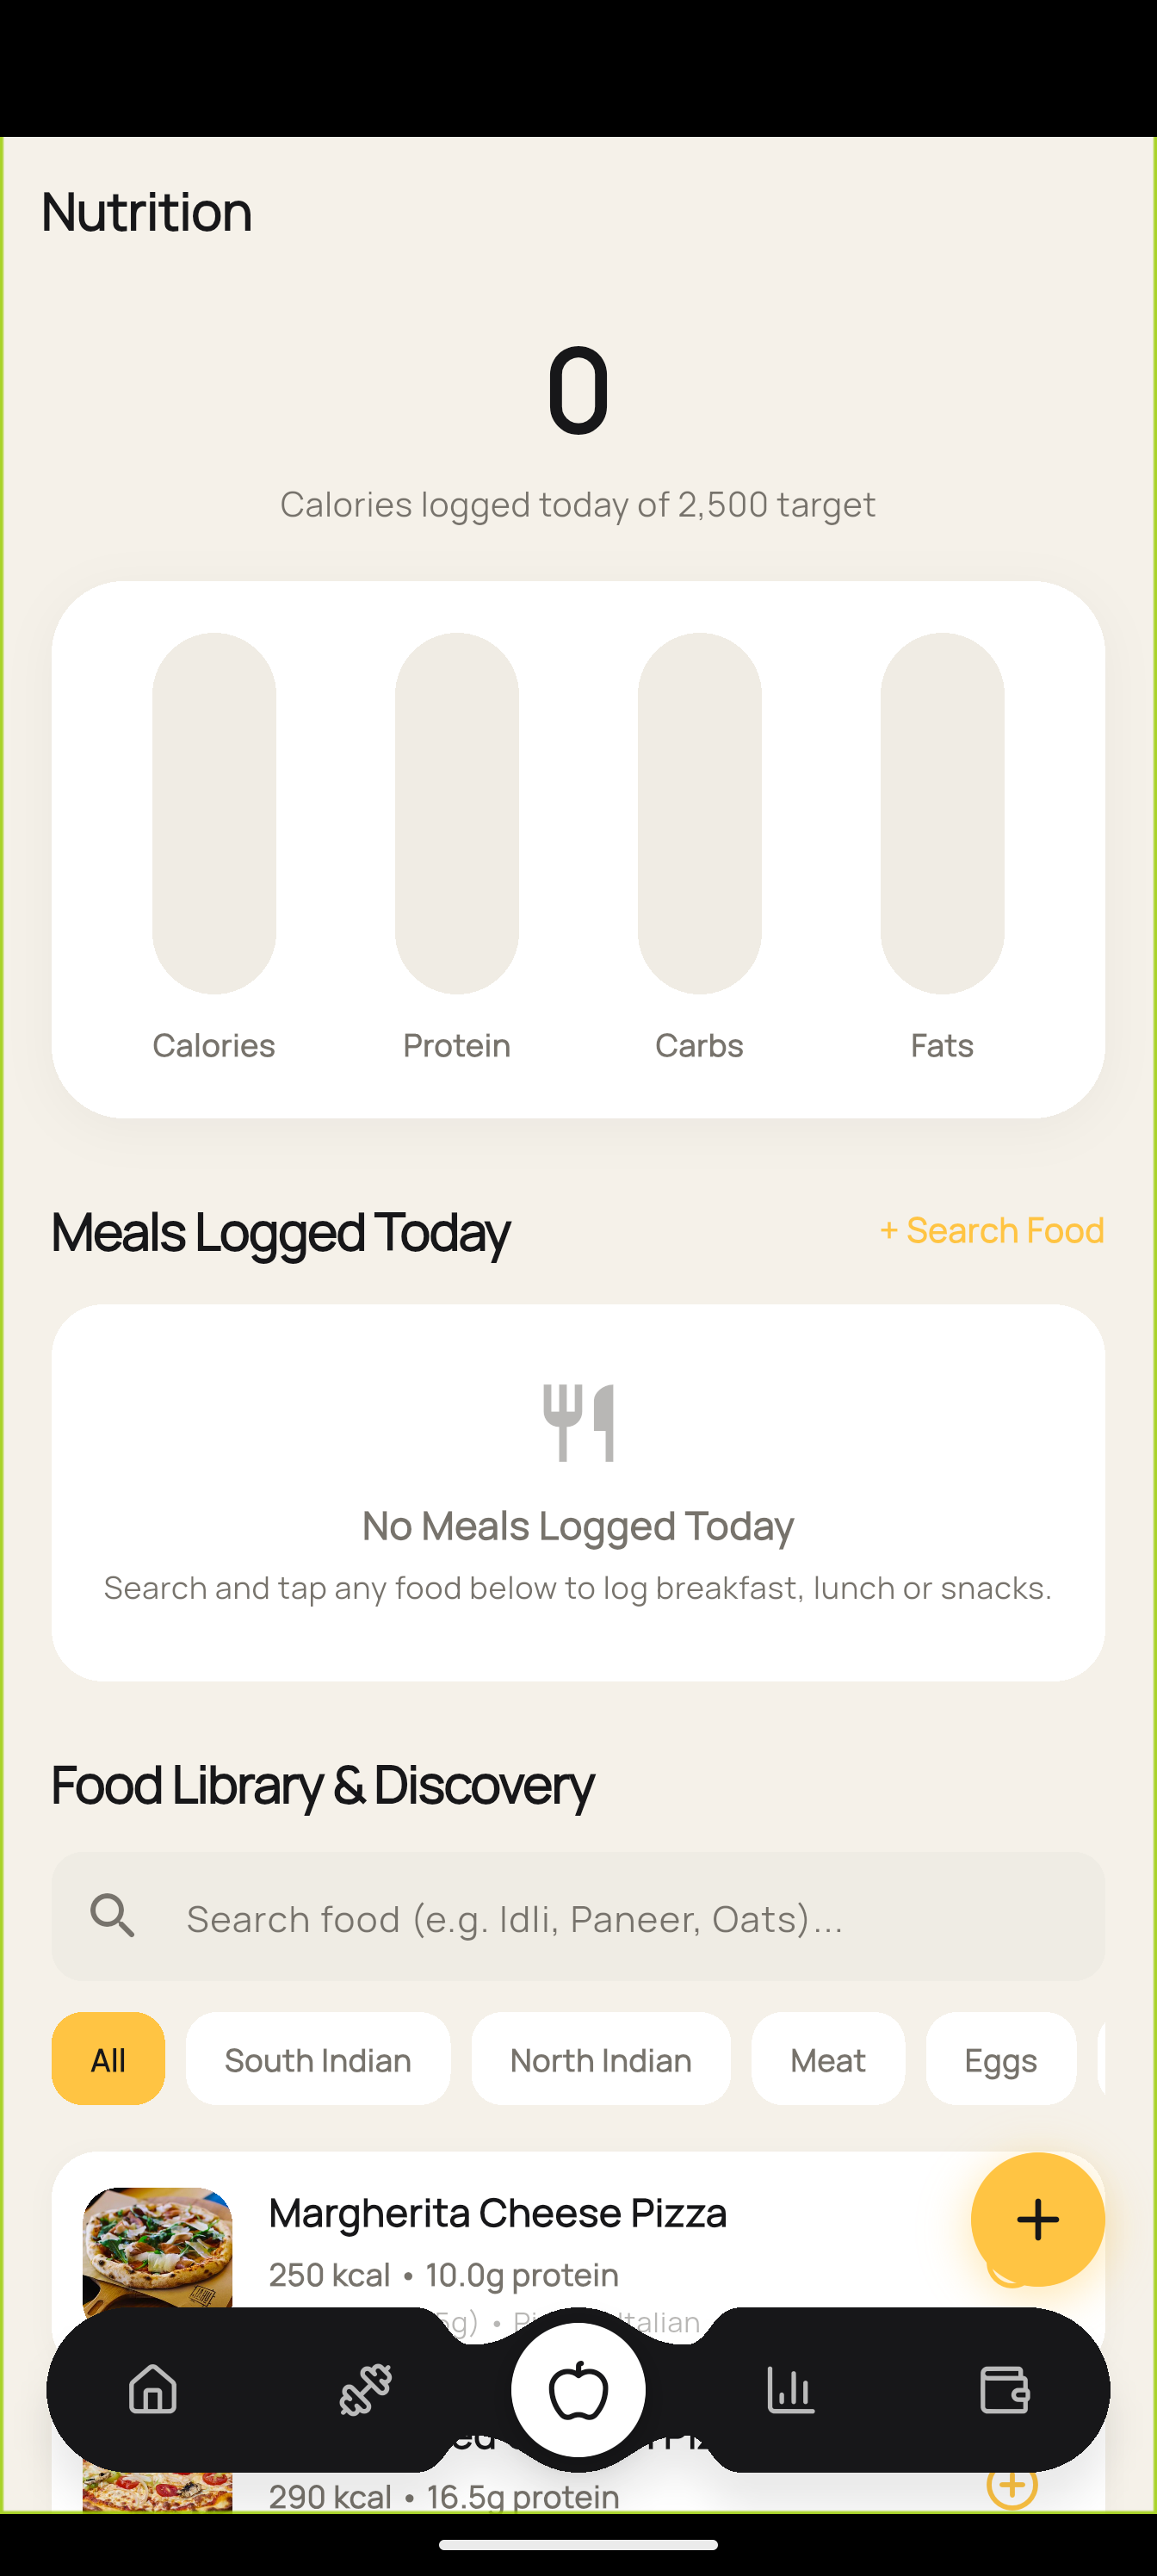 Nutrition
0
Calories logged today of 2,500 target
Calories Protein Carbs Fats
Meals Logged Today + Search Food
No Meals Logged Today
Search and tap any food below to log breakfast, lunch or snacks.
Food Library & Discovery
Search food (e.g. Idli, Paneer, Oats)...
All South Indian North Indian Meat Eggs
Margherita Cheese Pizza
250 kcal • 10.0g protein
290 kcal • 16.5g protein